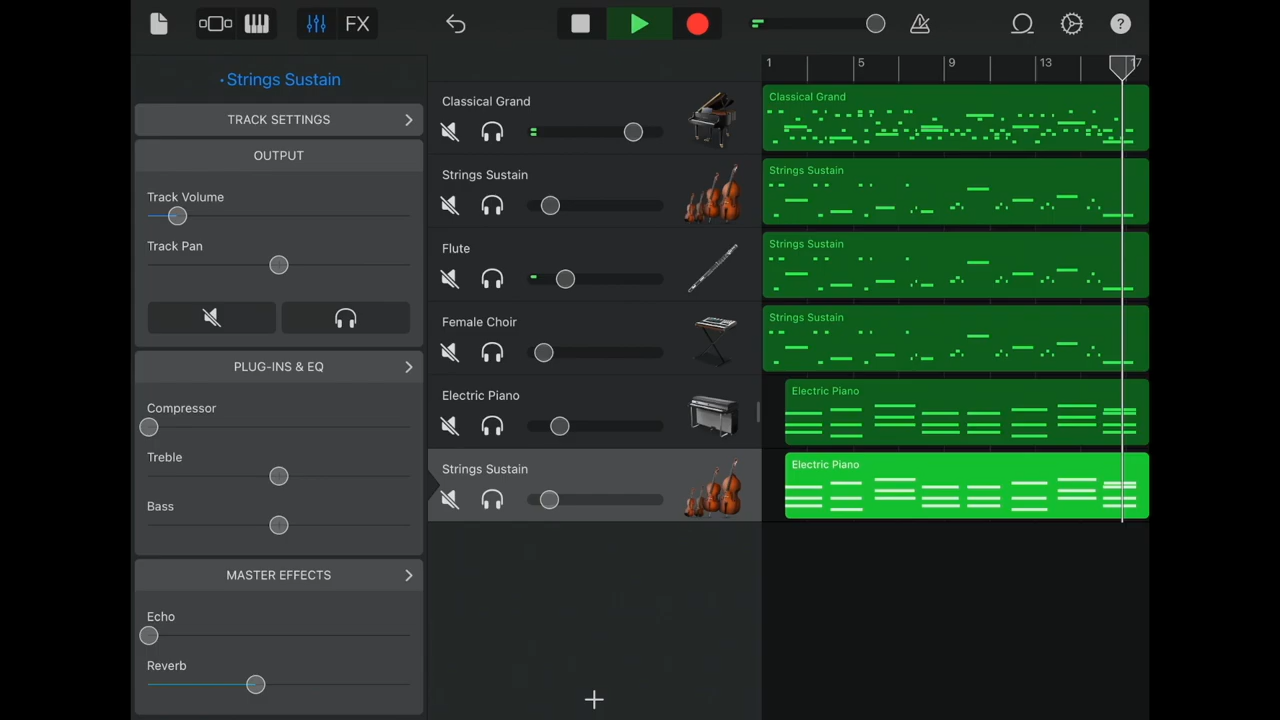 FX
?
• Strings Sustain
TRACK SETTINGS
OUTPUT
Track Volume
Track Pan
PLUG-INS & EQ
Compressor
Treble
Bass
MASTER EFFECTS
Echo
Reverb
Classical Grand
Strings Sustain
Flute
Female Choir
Electric Piano
Strings Sustain
+
1 5 9 13 17
Classical Grand
Strings Sustain
Strings Sustain
Strings Sustain
Electric Piano
Electric Piano